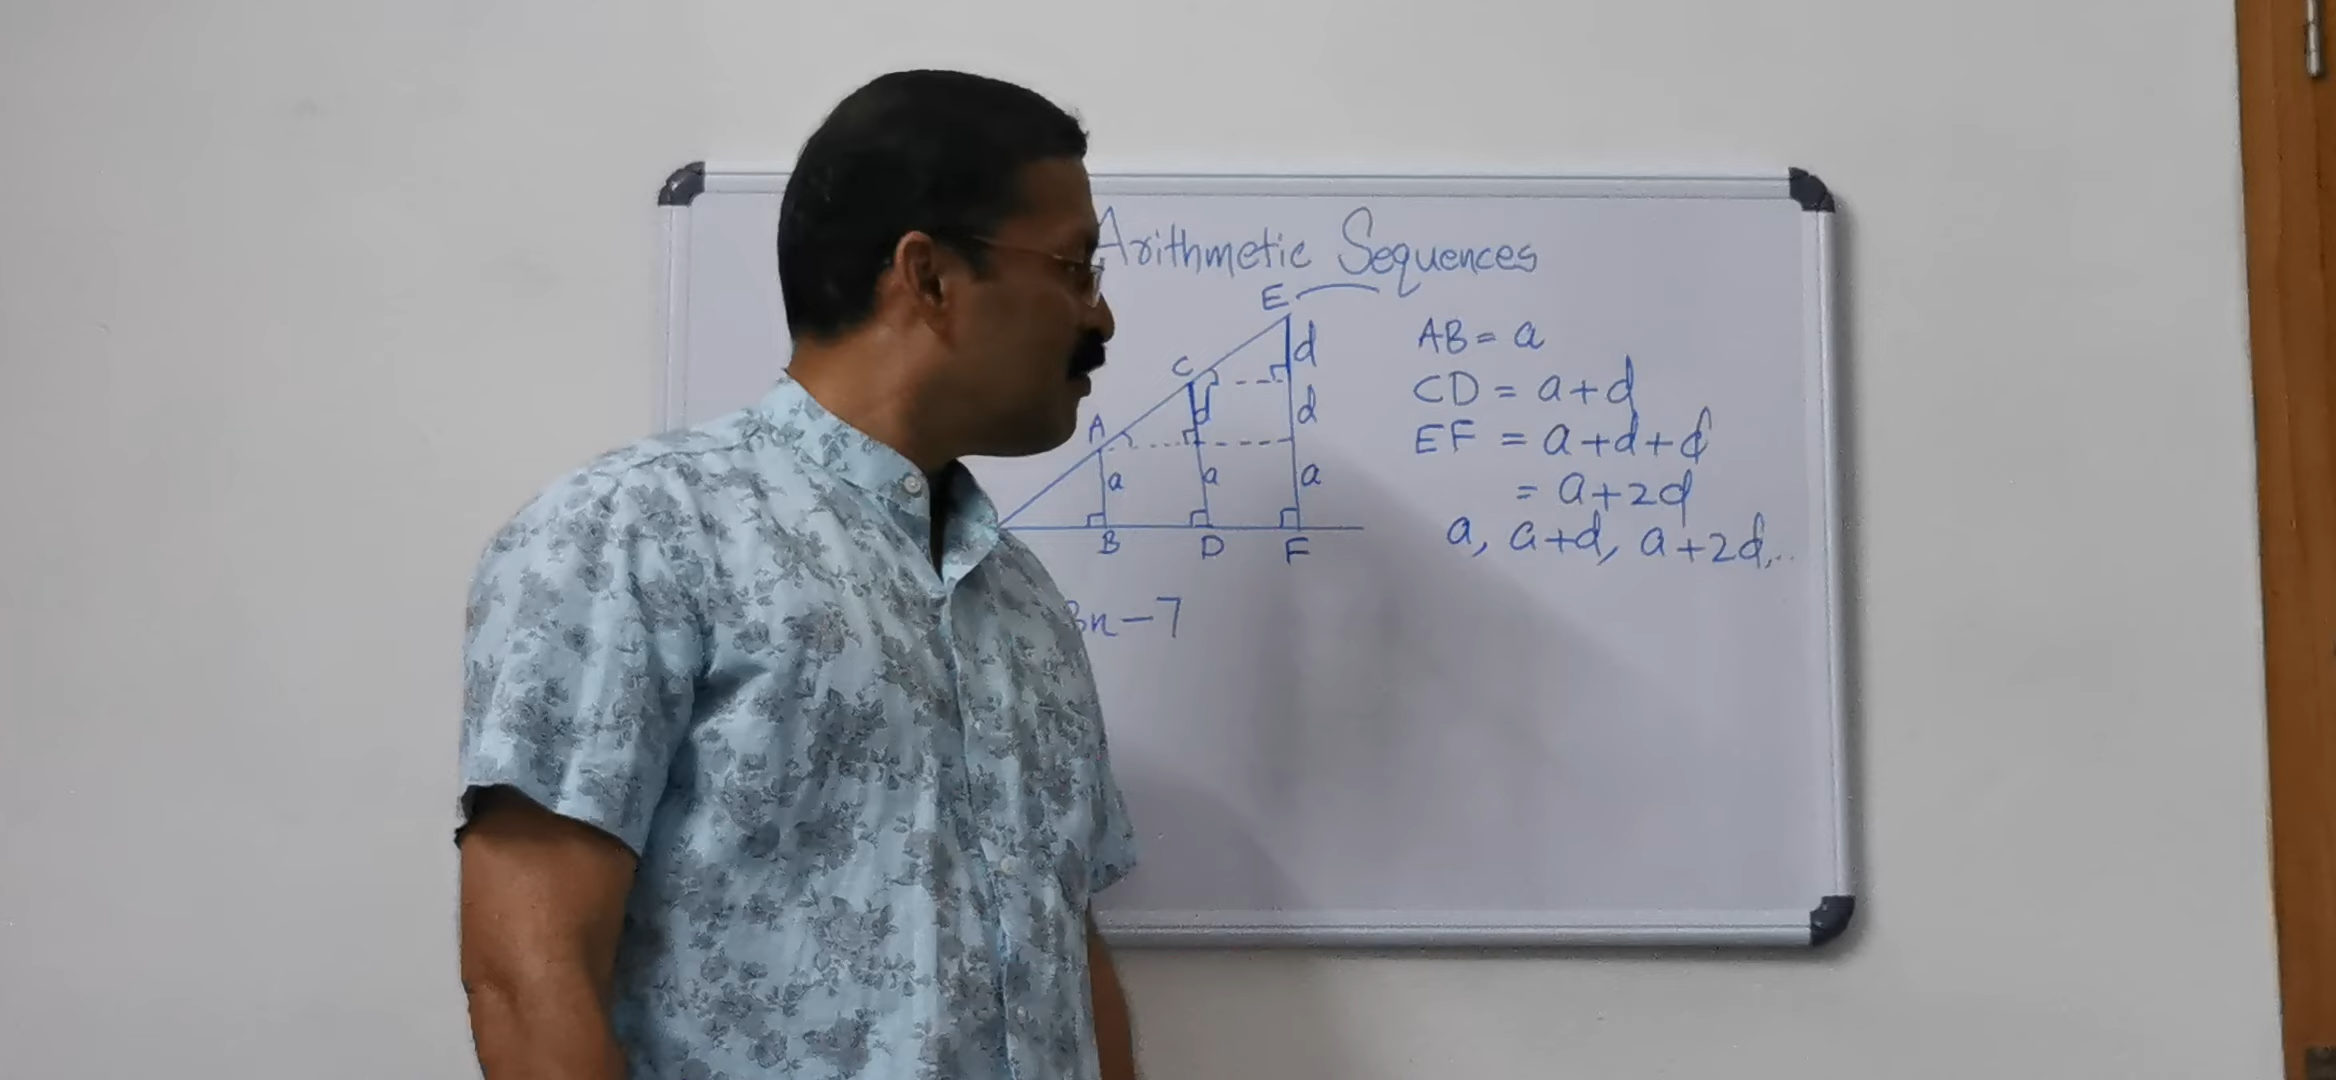 Arithmetic Sequences
E
d
C
d
d
A
a
a
a
B D F
AB = a
CD = a+d
EF = a+d+d
= a+2d
a, a+d, a+2d,...
3n-7